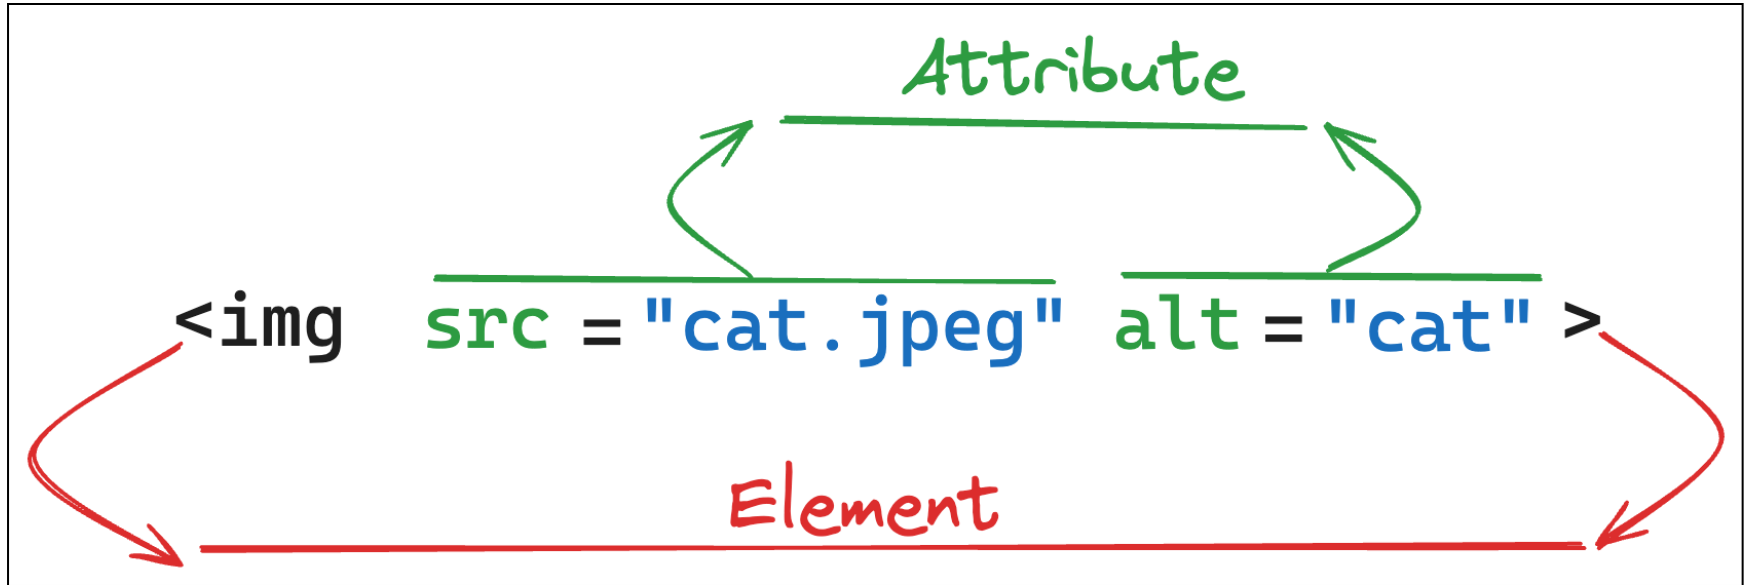 Attribute
<img src ="cat.jpeg" alt ="cat" >
Element